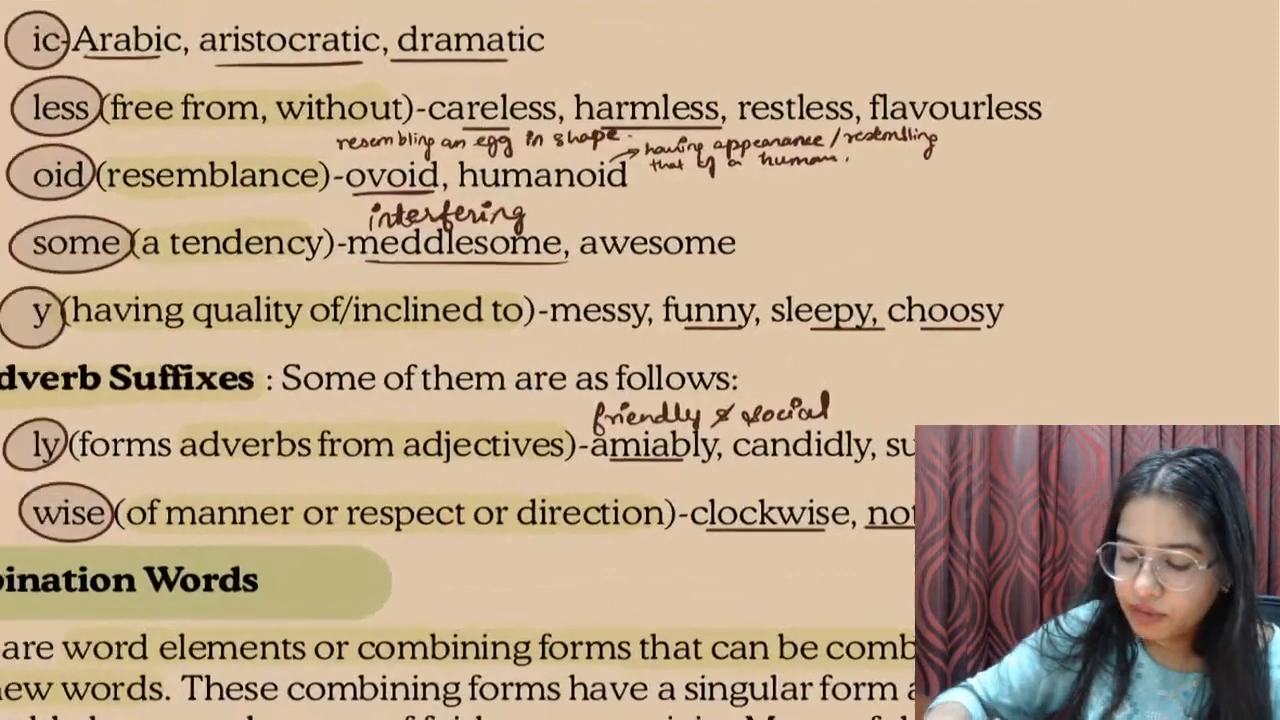 ic-Arabic, aristocratic, dramatic
less (free from, without)-careless, harmless, restless, flavourless
resembling an egg in shape. having appearance/resembling
oid (resemblance)-ovoid, humanoid that of a human.
interfering
some (a tendency)-meddlesome, awesome
y (having quality of/inclined to)-messy, funny, sleepy, choosy
dverb Suffixes : Some of them are as follows:
friendly & social
ly (forms adverbs from adjectives)-amiably, candidly, su
wise (of manner or respect or direction)-clockwise, not
bination Words
are word elements or combining forms that can be comb
new words. These combining forms have a singular form a